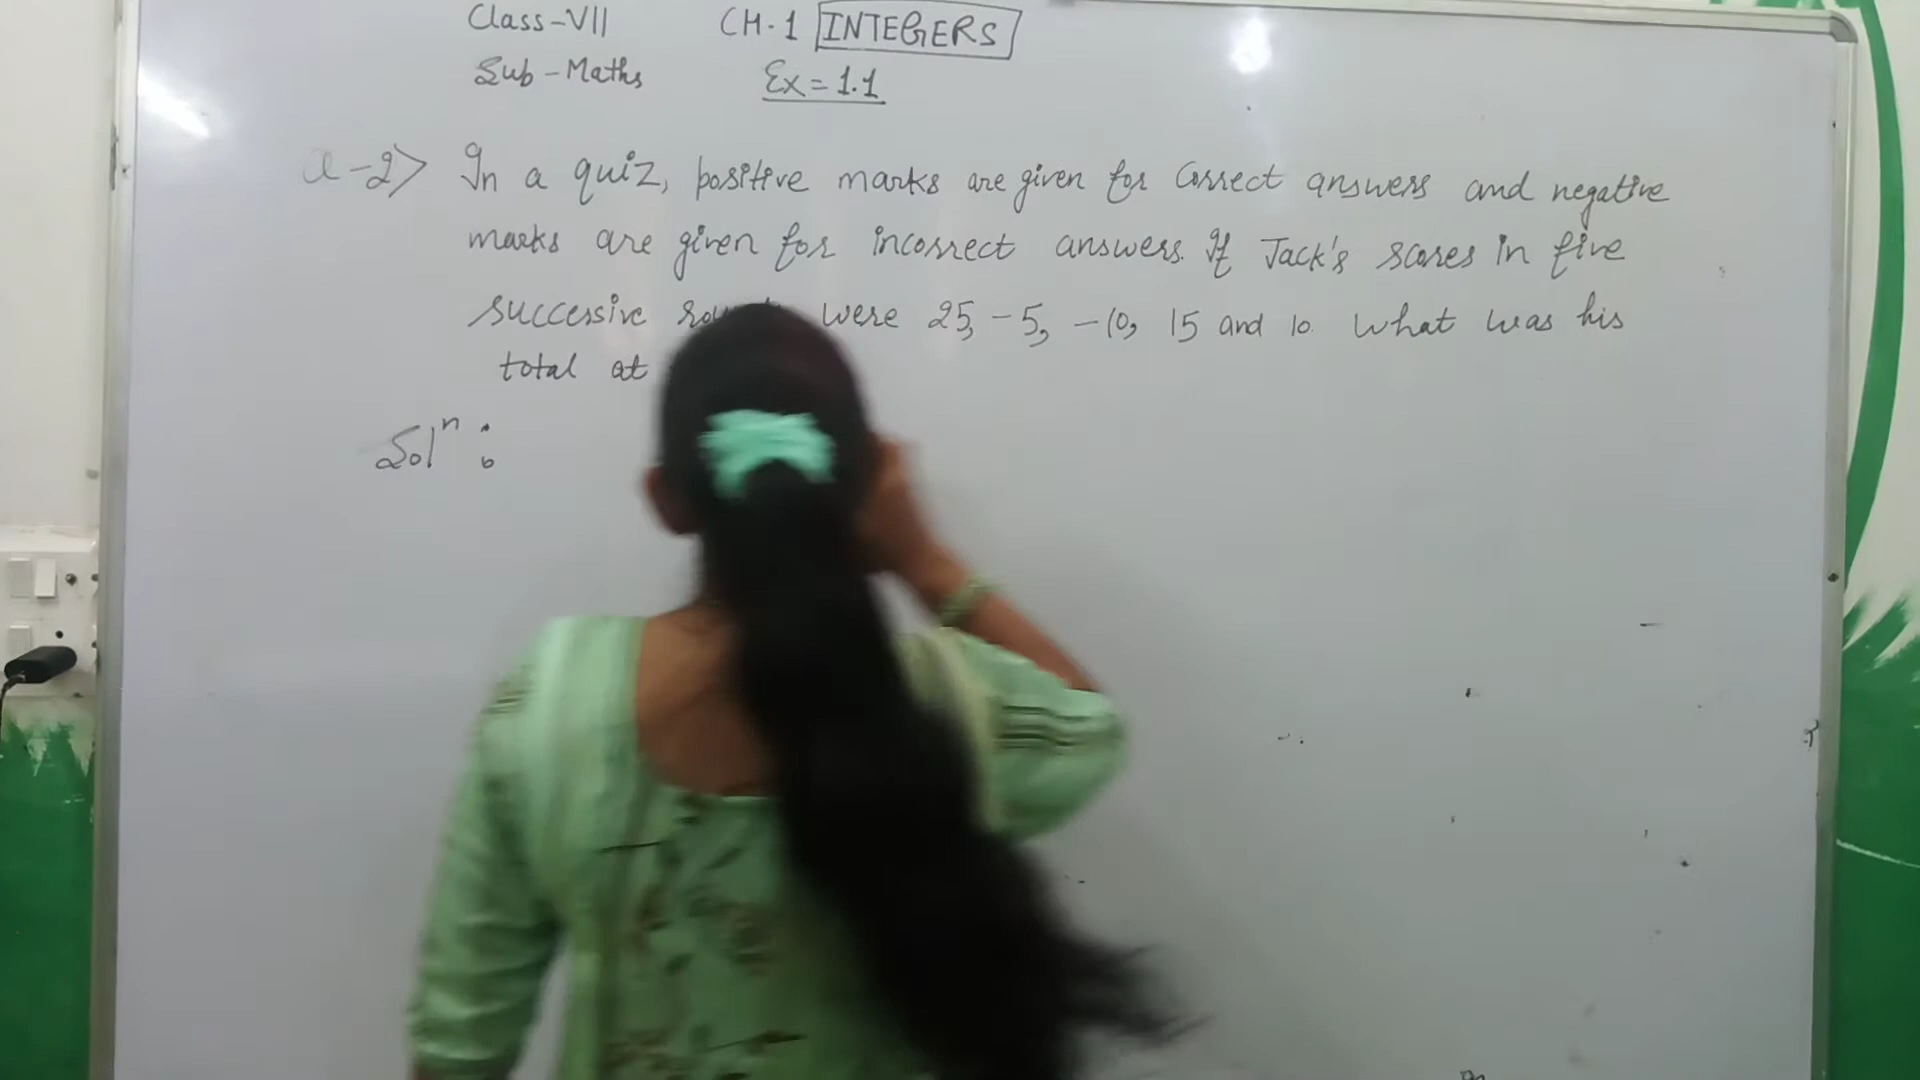 Class-VII CH.1 INTEGERS
Sub-Maths Ex=1.1
Q-2> In a quiz, positive marks are given for correct answers and negative
marks are given for incorrect answers. If Jack's scores in five
successive were 25, -5, -10, 15 and 10. What was his
total at
Solⁿ :